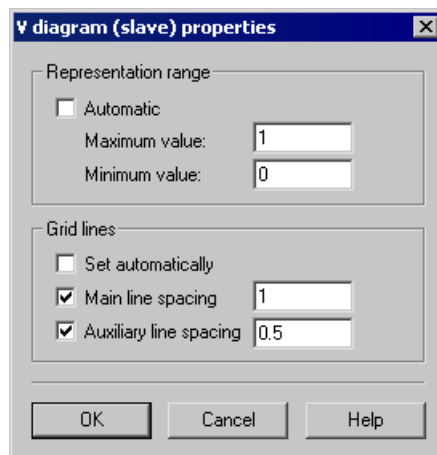 V diagram (slave) properties
Representation range
Automatic
Maximum value: 1
Minimum value: 0
Grid lines
Set automatically
Main line spacing 1
Auxiliary line spacing 0.5
OK Cancel Help